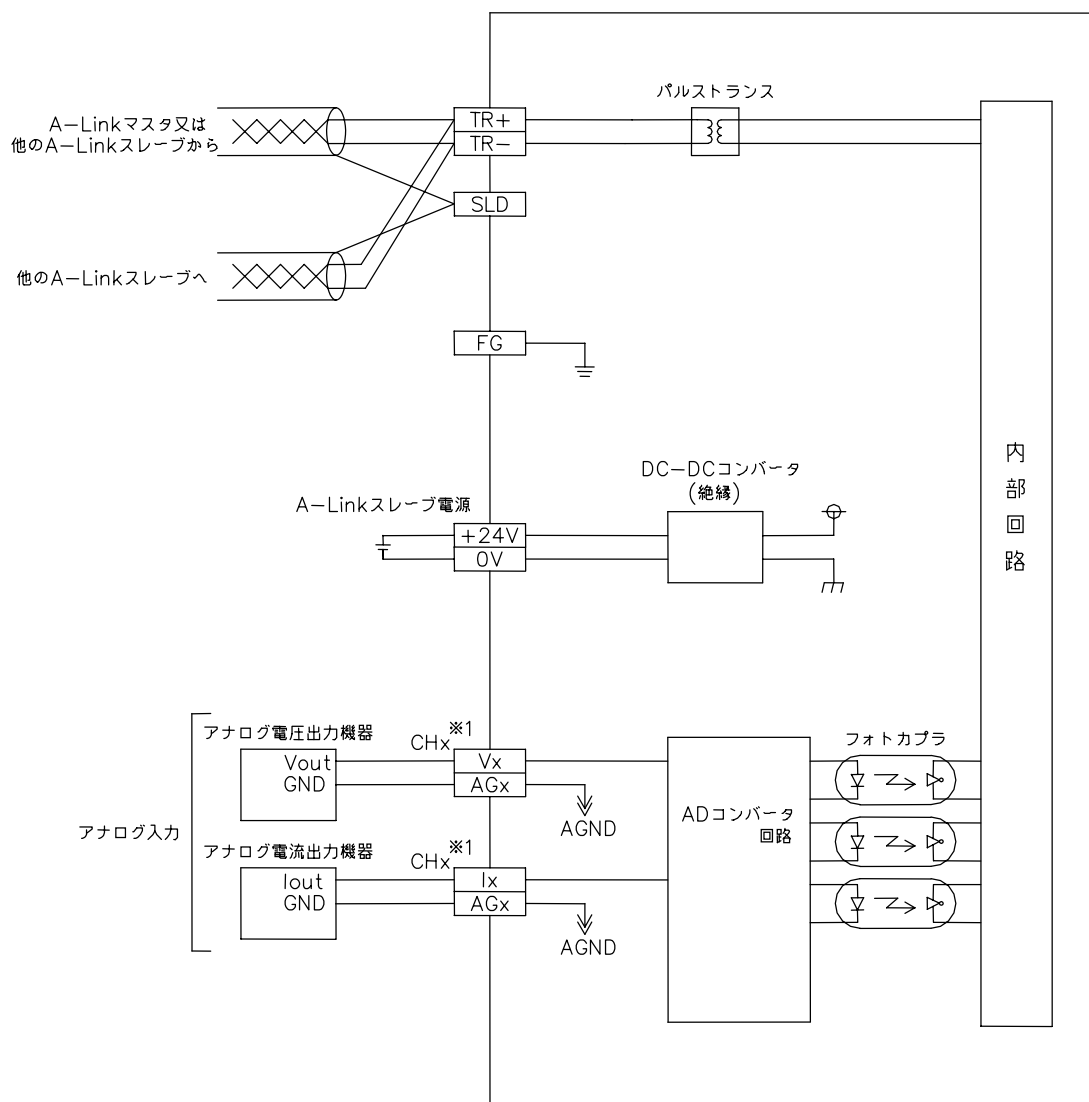 パルストランス
A-Linkマスタ又は
他のA-Linkスレーブから
TR+
TR-
SLD
他のA-Linkスレーブへ
FG
DC-DCコンバータ
(絶縁)
A-Linkスレーブ電源
+24V
0V
内部回路
アナログ電圧出力機器
CHx※1
Vout
GND
Vx
AGx
AGND
フォトカプラ
ADコンバータ
回路
アナログ入力
アナログ電流出力機器
CHx※1
Iout
GND
Ix
AGx
AGND